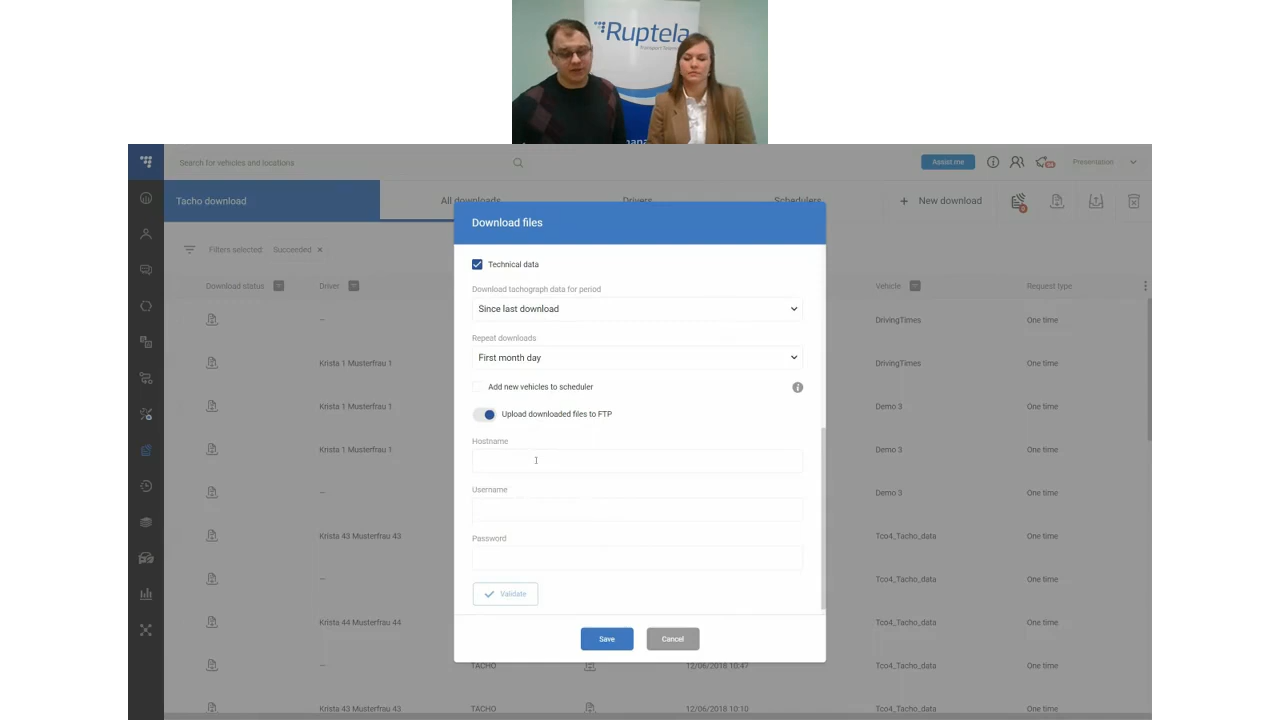 Ruptela
Search for vehicles and locations
Assist me
Presentation
Tacho download
All downloads
Drivers
Schedulers
New download
Download files
Filters selected
Succeeded
Technical data
Download status
Driver
Vehicle
Request type
Download tachograph data for period
Since last download
--
DrivingTimes
One time
Repeat downloads
First month day
Krista 1 Musterfrau 1
DrivingTimes
One time
Add new vehicles to scheduler
Krista 1 Musterfrau 1
Demo 3
One time
Upload downloaded files to FTP
Hostname
Krista 1 Musterfrau 1
Demo 3
One time
Username
--
Demo 3
One time
Password
Krista 43 Musterfrau 43
Tco4_Tacho_data
One time
--
Tco4_Tacho_data
One time
Validate
Krista 44 Musterfrau 44
Tco4_Tacho_data
One time
Save
Cancel
--
TACHO
12/06/2018 10:47
Tco4_Tacho_data
One time
Krista 43 Musterfrau 43
TACHO
12/06/2018 10:10
Tco4_Tacho_data
One time